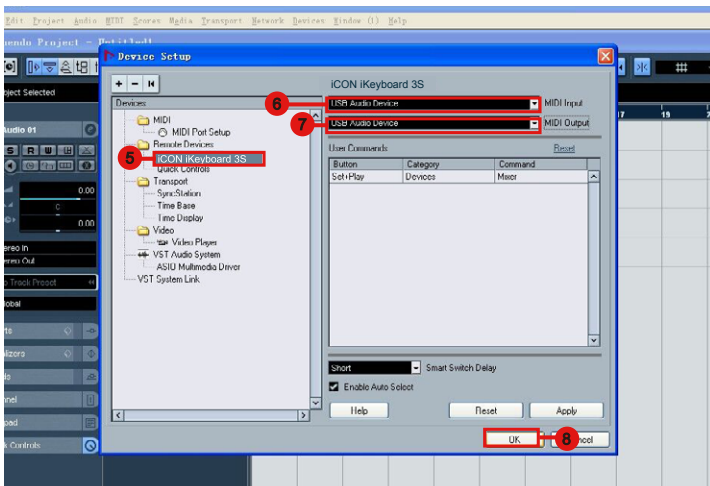 Edit Project Audio MIDI Scores Media Transport Network Devices Window (1) Help
Device Setup
Devices
MIDI
MIDI Port Setup
Remote Devices
5
iCON iKeyboard 3S
Quick Controls
Transport
SyncStation
Time Base
Time Display
Video
Video Player
VST Audio System
ASIO Multimedia Driver
VST System Link
iCON iKeyboard 3S
6
USB Audio Device
MIDI Input
7
USB Audio Device
MIDI Output
User Commands
Reset
Button Category Command
Set+Play Devices Mixer
Short
Smart Switch Delay
Enable Auto Select
Help Reset Apply
OK
8
17 19
Audio 01
S R W
0.00
C
0.00